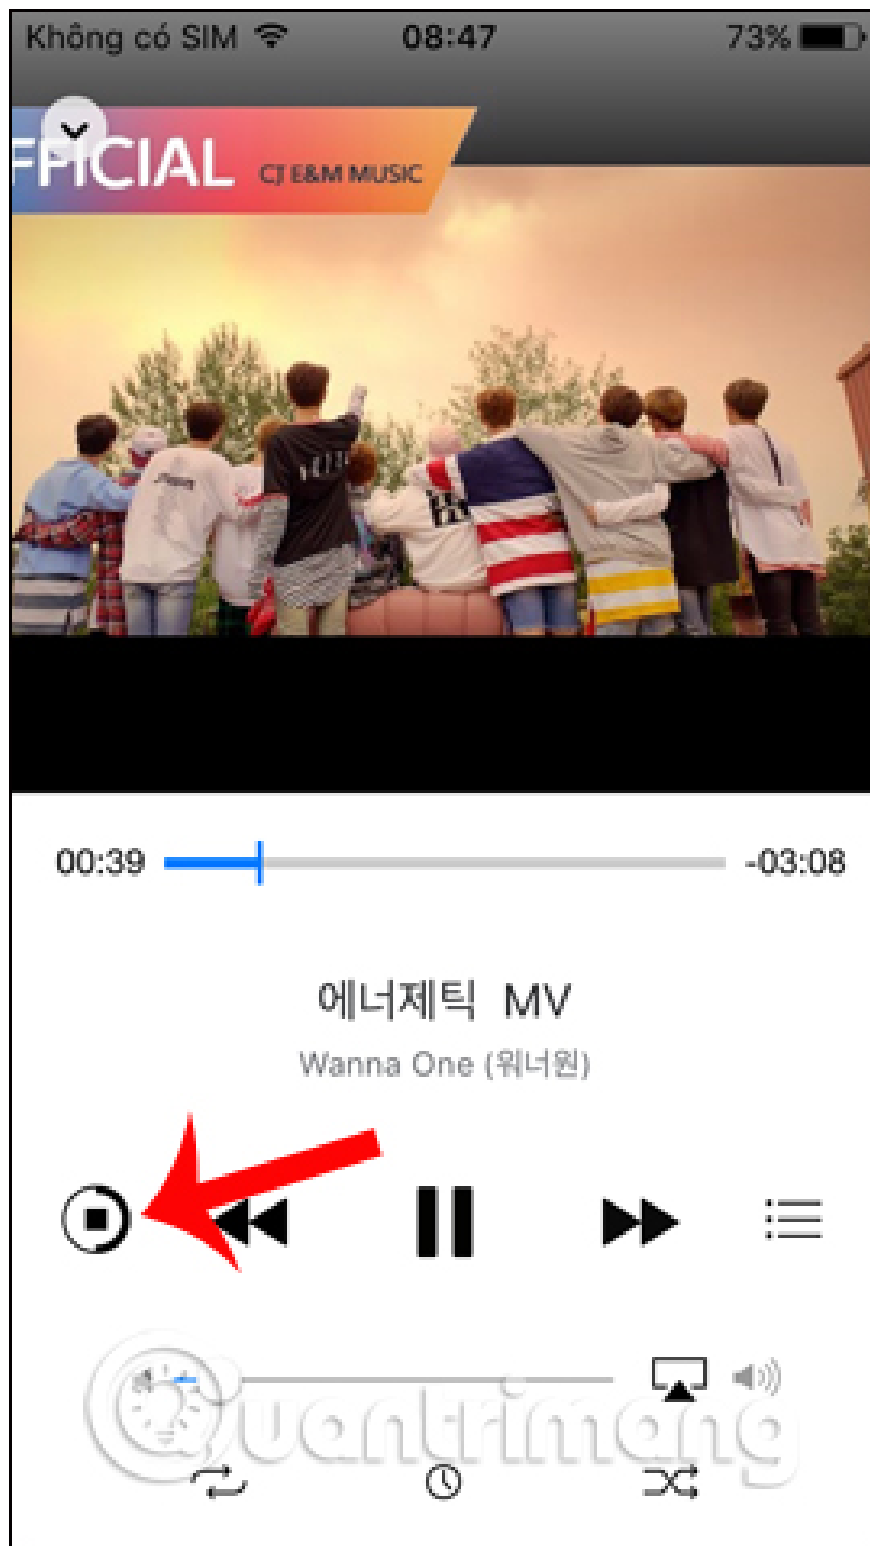 Không có SIM 08:47 73%
FFICIAL CJ E&M MUSIC
00:39 -03:08
에너제틱 MV
Wanna One (워너원)
Quantrimang